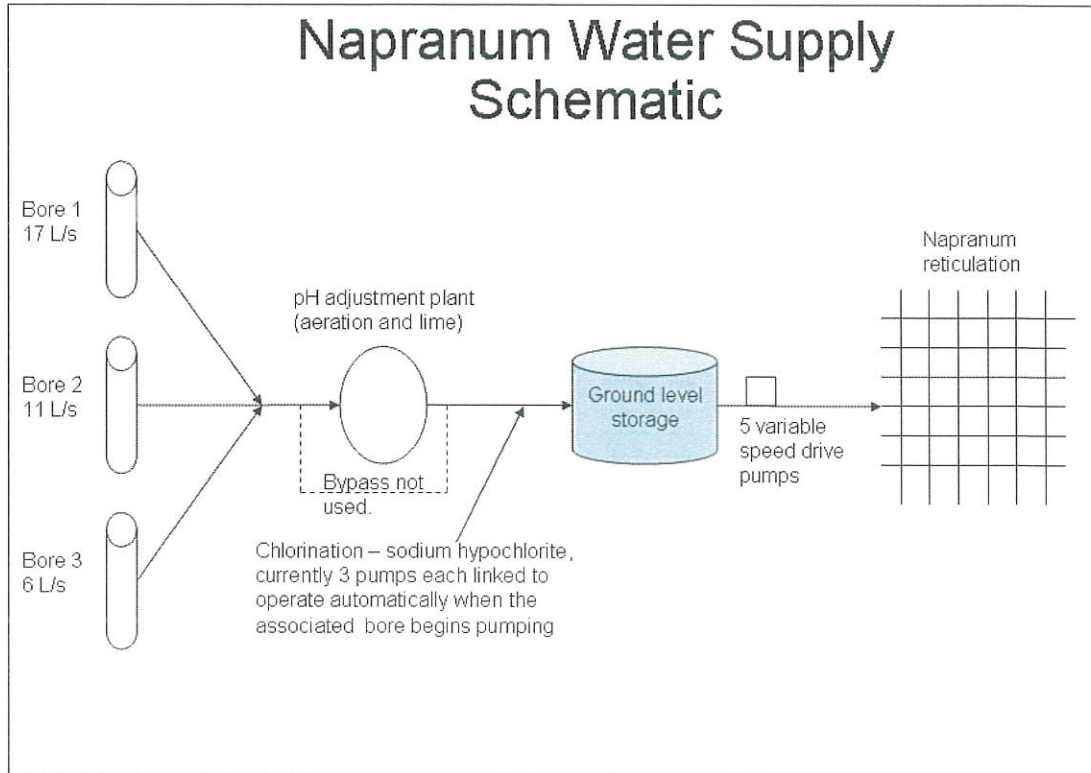 Napranum Water Supply
Schematic
Bore 1
17 L/s
Napranum
reticulation
pH adjustment plant
(aeration and lime)
Bore 2
11 L/s
Ground level
storage
5 variable
speed drive
pumps
Bypass not
used.
Bore 3
6 L/s
Chlorination – sodium hypochlorite,
currently 3 pumps each linked to
operate automatically when the
associated bore begins pumping